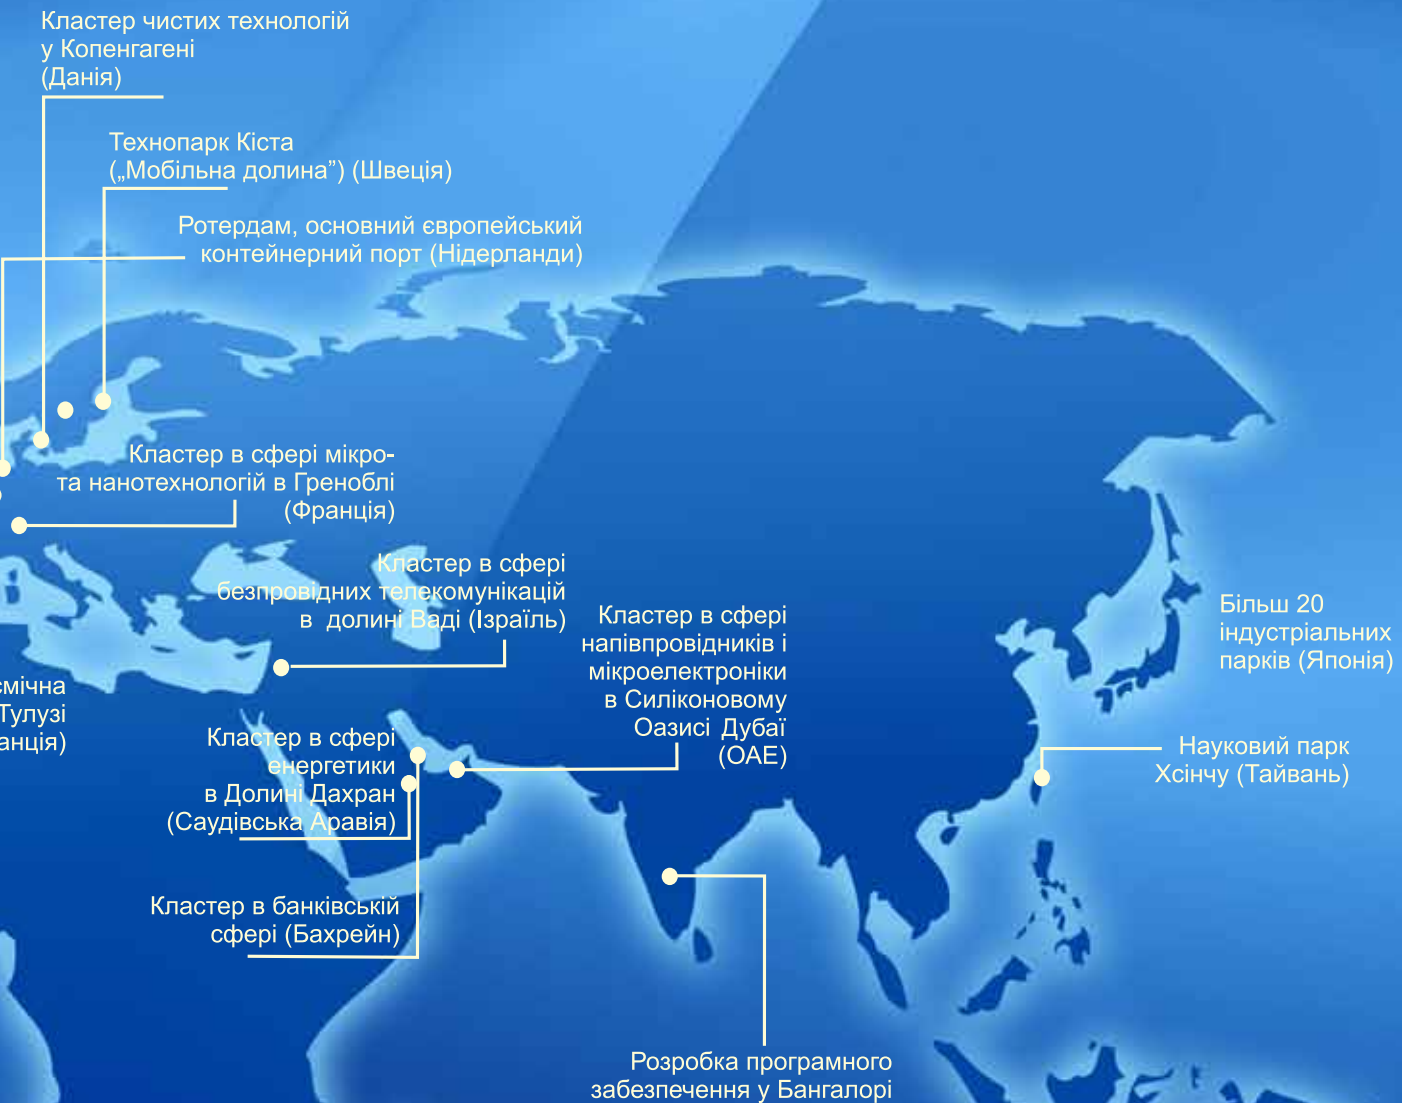 Кластер чистих технологій
у Копенгагені
(Данія)
Технопарк Кіста
(„Мобільна долина”) (Швеція)
Ротердам, основний європейський
контейнерний порт (Нідерланди)
Кластер в сфері мікро-
та нанотехнологій в Греноблі
(Франція)
Кластер в сфері
безпровідних телекомунікацій
в долині Ваді (Ізраїль)
Кластер в сфері
напівпровідників і
мікроелектроніки
в Силіконовому
Оазисі Дубаї
(ОАЕ)
Більш 20
індустріальних
парків (Японія)
Тулузі
Кластер в сфері
енергетики
в Долині Дахран
(Саудівська Аравія)
Науковий парк
Хсінчу (Тайвань)
Кластер в банківській
сфері (Бахрейн)
Розробка програмного
забезпечення у Бангалорі